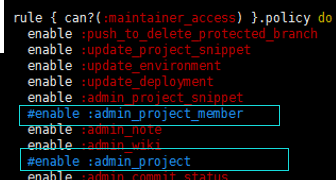 rule { can?(:maintainer_access) }.policy do
enable :push_to_delete_protected_branch
enable :update_project_snippet
enable :update_environment
enable :update_deployment
enable :admin_project_snippet
#enable :admin_project_member
enable :admin_note
enable :admin_wiki
#enable :admin_project
enable :admin_commit_status